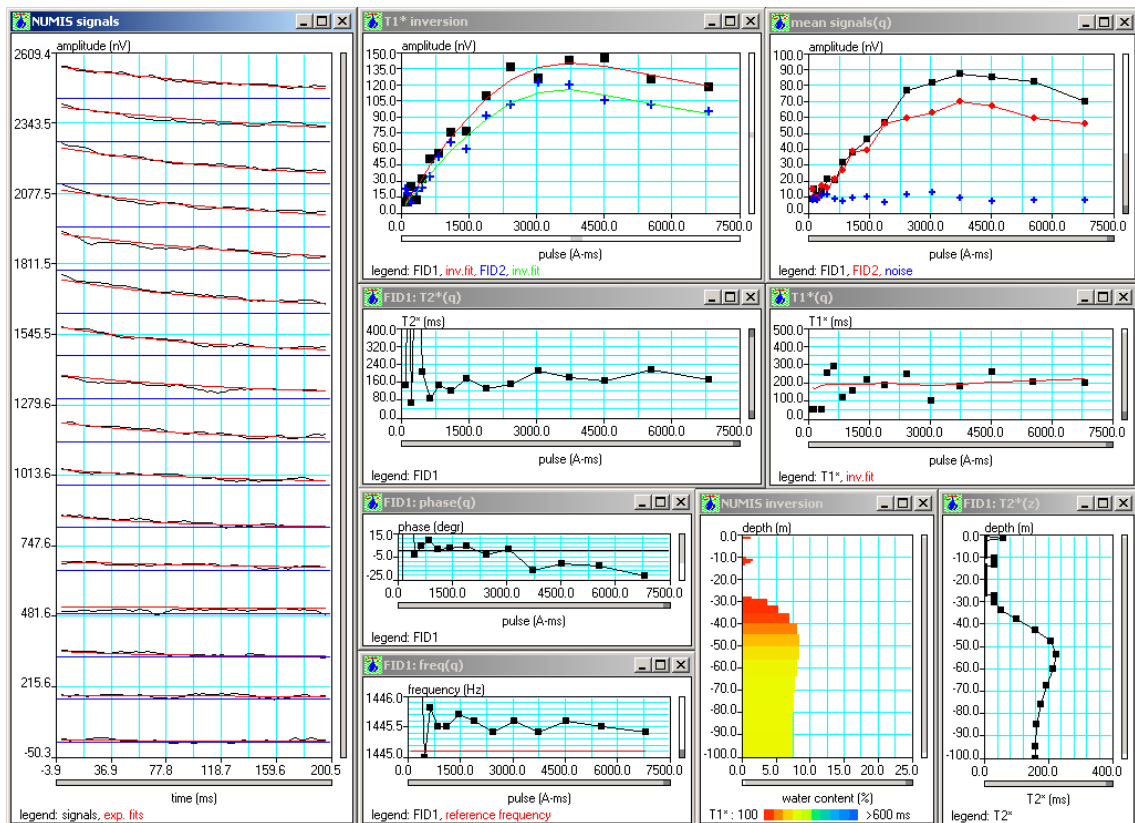 NUMIS signals
amplitude (nV)
2609.4
2343.5
2077.5
1811.5
1545.5
1279.6
1013.6
747.6
481.6
215.6
-50.3
-3.9 36.9 77.8 118.7 159.6 200.5
time (ms)
legend: signals, exp. fits
T1* inversion
amplitude (nV)
150.0
135.0
120.0
105.0
90.0
75.0
60.0
45.0
30.0
15.0
0.0
0.0 1500.0 3000.0 4500.0 6000.0 7500.0
pulse (A-ms)
legend: FID1, inv.fit, FID2, inv.fit
mean signals(q)
amplitude (nV)
100.0
90.0
80.0
70.0
60.0
50.0
40.0
30.0
20.0
10.0
0.0
0.0 1500.0 3000.0 4500.0 6000.0 7500.0
pulse (A-ms)
legend: FID1, FID2, noise
FID1: T2*(q)
T2* (ms)
400.0
320.0
240.0
160.0
80.0
0.0
0.0 1500.0 3000.0 4500.0 6000.0 7500.0
pulse (A-ms)
legend: FID1
T1*(q)
T1* (ms)
500.0
400.0
300.0
200.0
100.0
0.0
0.0 1500.0 3000.0 4500.0 6000.0 7500.0
pulse (A-ms)
legend: T1*, inv.fit
FID1: phase(q)
phase (degr)
15.0
-5.0
-25.0
0.0 1500.0 3000.0 4500.0 6000.0 7500.0
pulse (A-ms)
legend: FID1
FID1: freq(q)
frequency (Hz)
1446.0
1445.5
1445.0
0.0 1500.0 3000.0 4500.0 6000.0 7500.0
pulse (A-ms)
legend: FID1, reference frequency
NUMIS inversion
depth (m)
0.0
-10.0
-20.0
-30.0
-40.0
-50.0
-60.0
-70.0
-80.0
-90.0
-100.0
0.0 5.0 10.0 15.0 20.0 25.0
water content (%)
T1* : 100 >600 ms
FID1: T2*(z)
depth (m)
0.0
-10.0
-20.0
-30.0
-40.0
-50.0
-60.0
-70.0
-80.0
-90.0
-100.0
0.0 200.0 400.0
T2* (ms)
legend: T2*